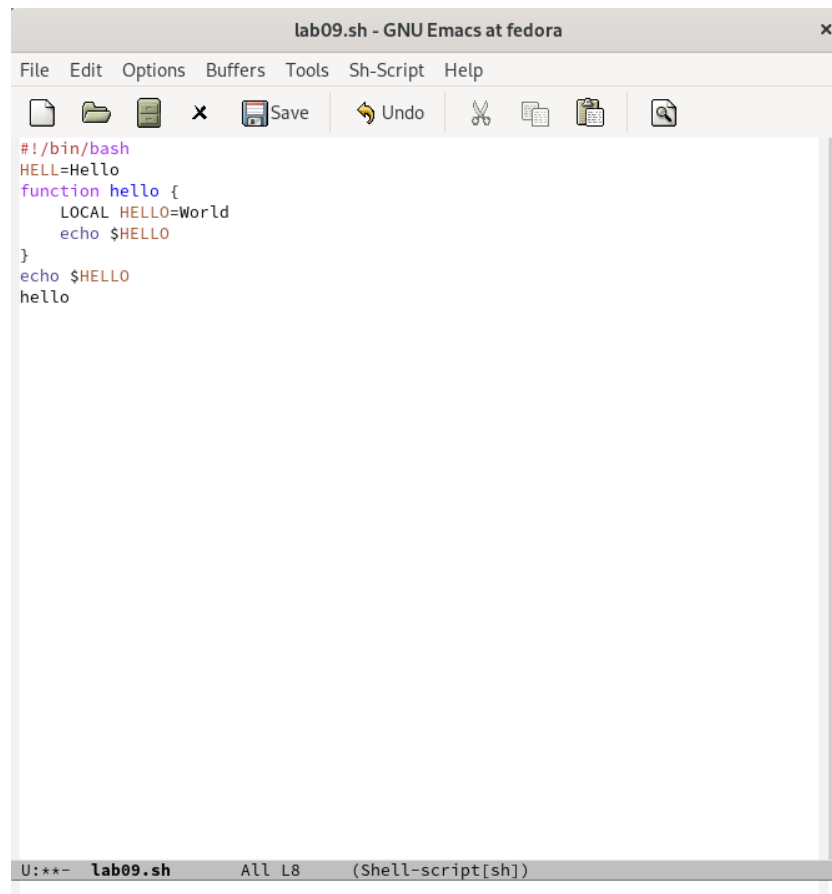 lab09.sh - GNU Emacs at fedora ×
File Edit Options Buffers Tools Sh-Script Help
Save Undo
#!/bin/bash
HELL=Hello
function hello {
    LOCAL HELLO=World
    echo $HELLO
}
echo $HELLO
hello
U:**-  lab09.sh      All L8     (Shell-script[sh])